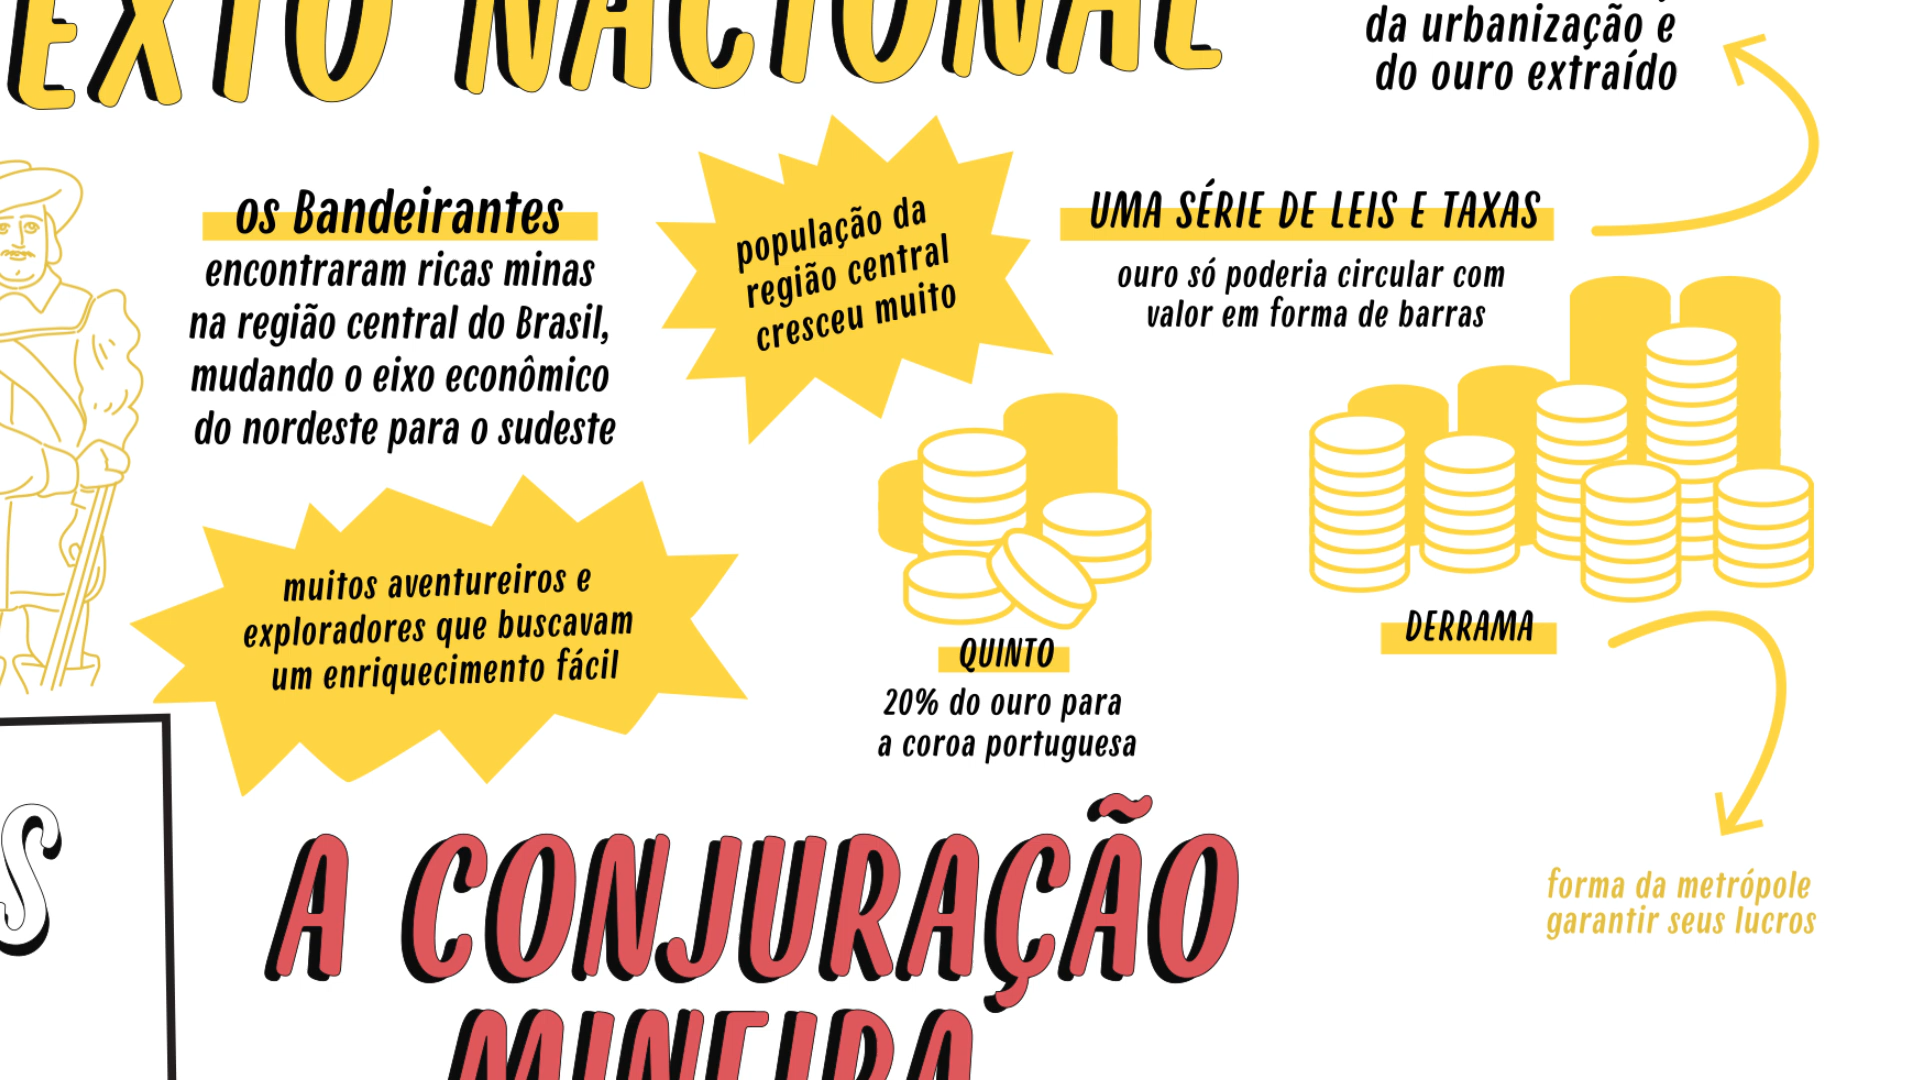 EXTO NACIONAL
da urbanização e
do ouro extraído
os Bandeirantes
encontraram ricas minas
na região central do Brasil,
mudando o eixo econômico
do nordeste para o sudeste
população da
região central
cresceu muito
UMA SÉRIE DE LEIS E TAXAS
ouro só poderia circular com
valor em forma de barras
muitos aventureiros e
exploradores que buscavam
um enriquecimento fácil
QUINTO
20% do ouro para
a coroa portuguesa
DERRAMA
forma da metrópole
garantir seus lucros
S
A CONJURAÇÃO
MINEIRA